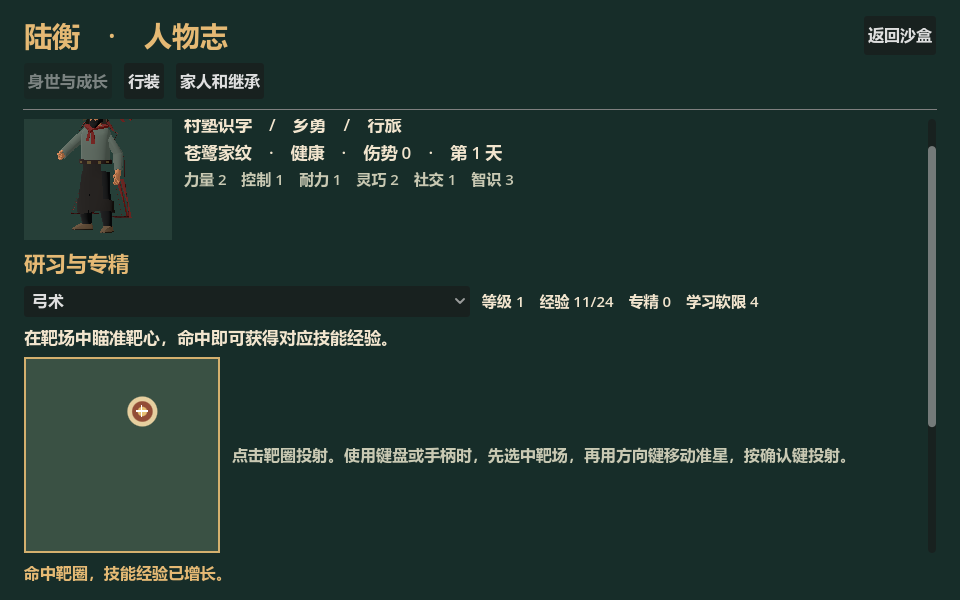 陆衡 · 人物志
返回沙盒
身世与成长 行装 家人和继承
村塾识字 / 乡勇 / 行旅
苍鹭家纹 · 健康 · 伤势 0 · 第 1 天
力量 2 控制 1 耐力 1 灵巧 2 社交 1 智识 3
研习与专精
弓术
等级 1 经验 11/24 专精 0 学习软限 4
在靶场中瞄准靶心，命中即可获得对应技能经验。
点击靶圈投射。使用键盘或手柄时，先选中靶场，再用方向键移动准星，按确认键投射。
命中靶圈，技能经验已增长。